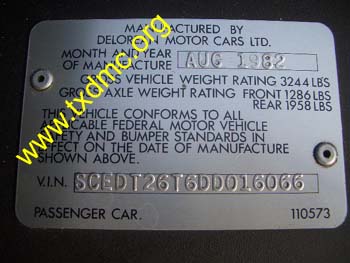 MANUFACTURED BY
DELOREAN MOTOR CARS LTD.
MONTH AND YEAR
OF MANUFACTURE AUG 1982
GROSS VEHICLE WEIGHT RATING 3244 LBS
GROSS AXLE WEIGHT RATING FRONT 1286 LBS
REAR 1958 LBS
THIS VEHICLE CONFORMS TO ALL
APPLICABLE FEDERAL MOTOR VEHICLE
SAFETY AND BUMPER STANDARDS IN
EFFECT ON THE DATE OF MANUFACTURE
SHOWN ABOVE.
V.I.N. SCEDT26T6DD016066
PASSENGER CAR. 110573
www.txdmc.org